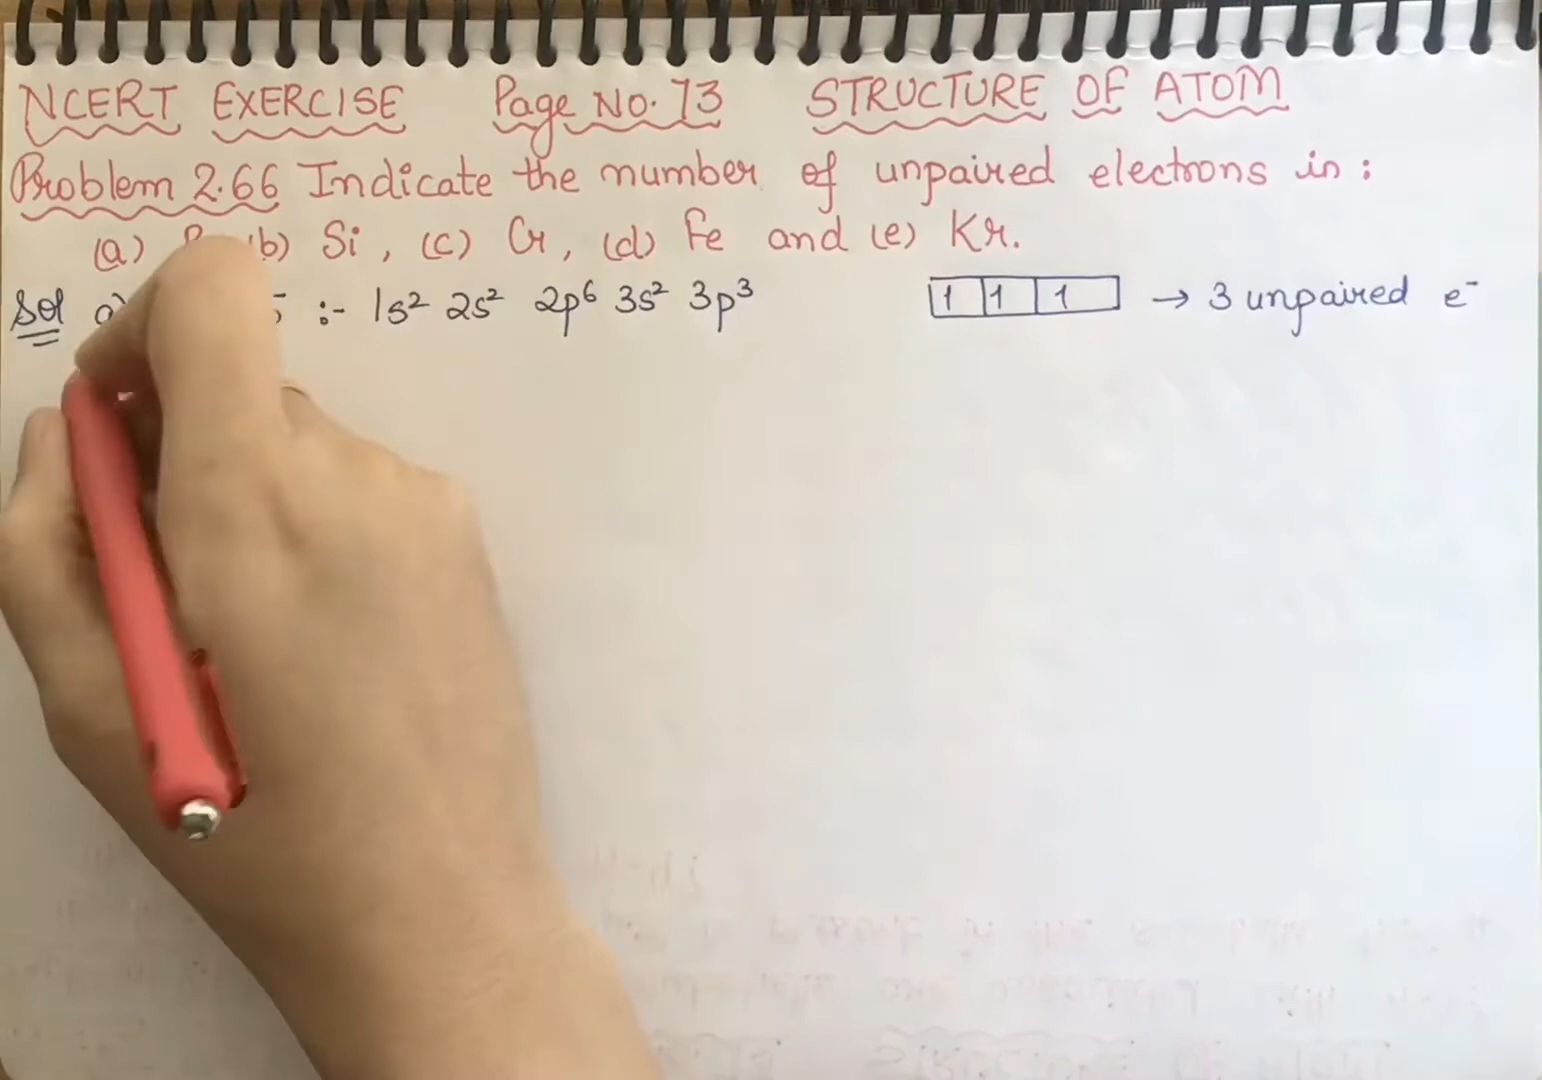 NCERT EXERCISE Page No. 73 STRUCTURE OF ATOM
Problem 2.66 Indicate the number of unpaired electrons in :
(a) (b) Si , (c) Cr , (d) Fe and (e) Kr.
Sol a) :- 1s² 2s² 2p⁶ 3s² 3p³ 1 1 1 → 3 unpaired e⁻